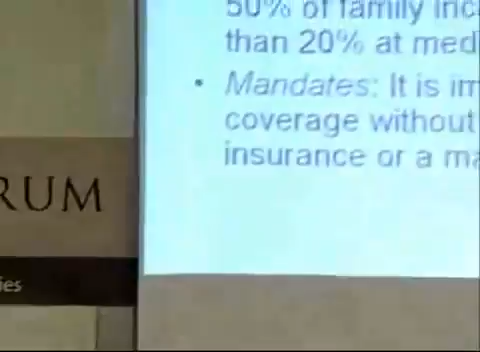 50% of family inc
than 20% at med
• Mandates: It is im
coverage without
insurance or a ma
RUM
ies